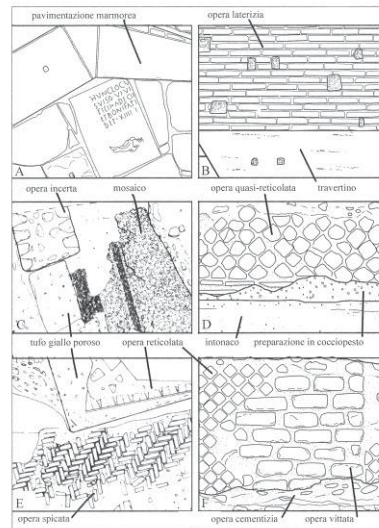 pavimentazione marmorea
opera laterizia
A
B
opera incerta
mosaico
opera quasi-reticolata
travertino
C
D
tufo giallo poroso
opera reticolata
intonaco
preparazione in cocciopesto
E
F
opera spicata
opera cementizia
opera vittata